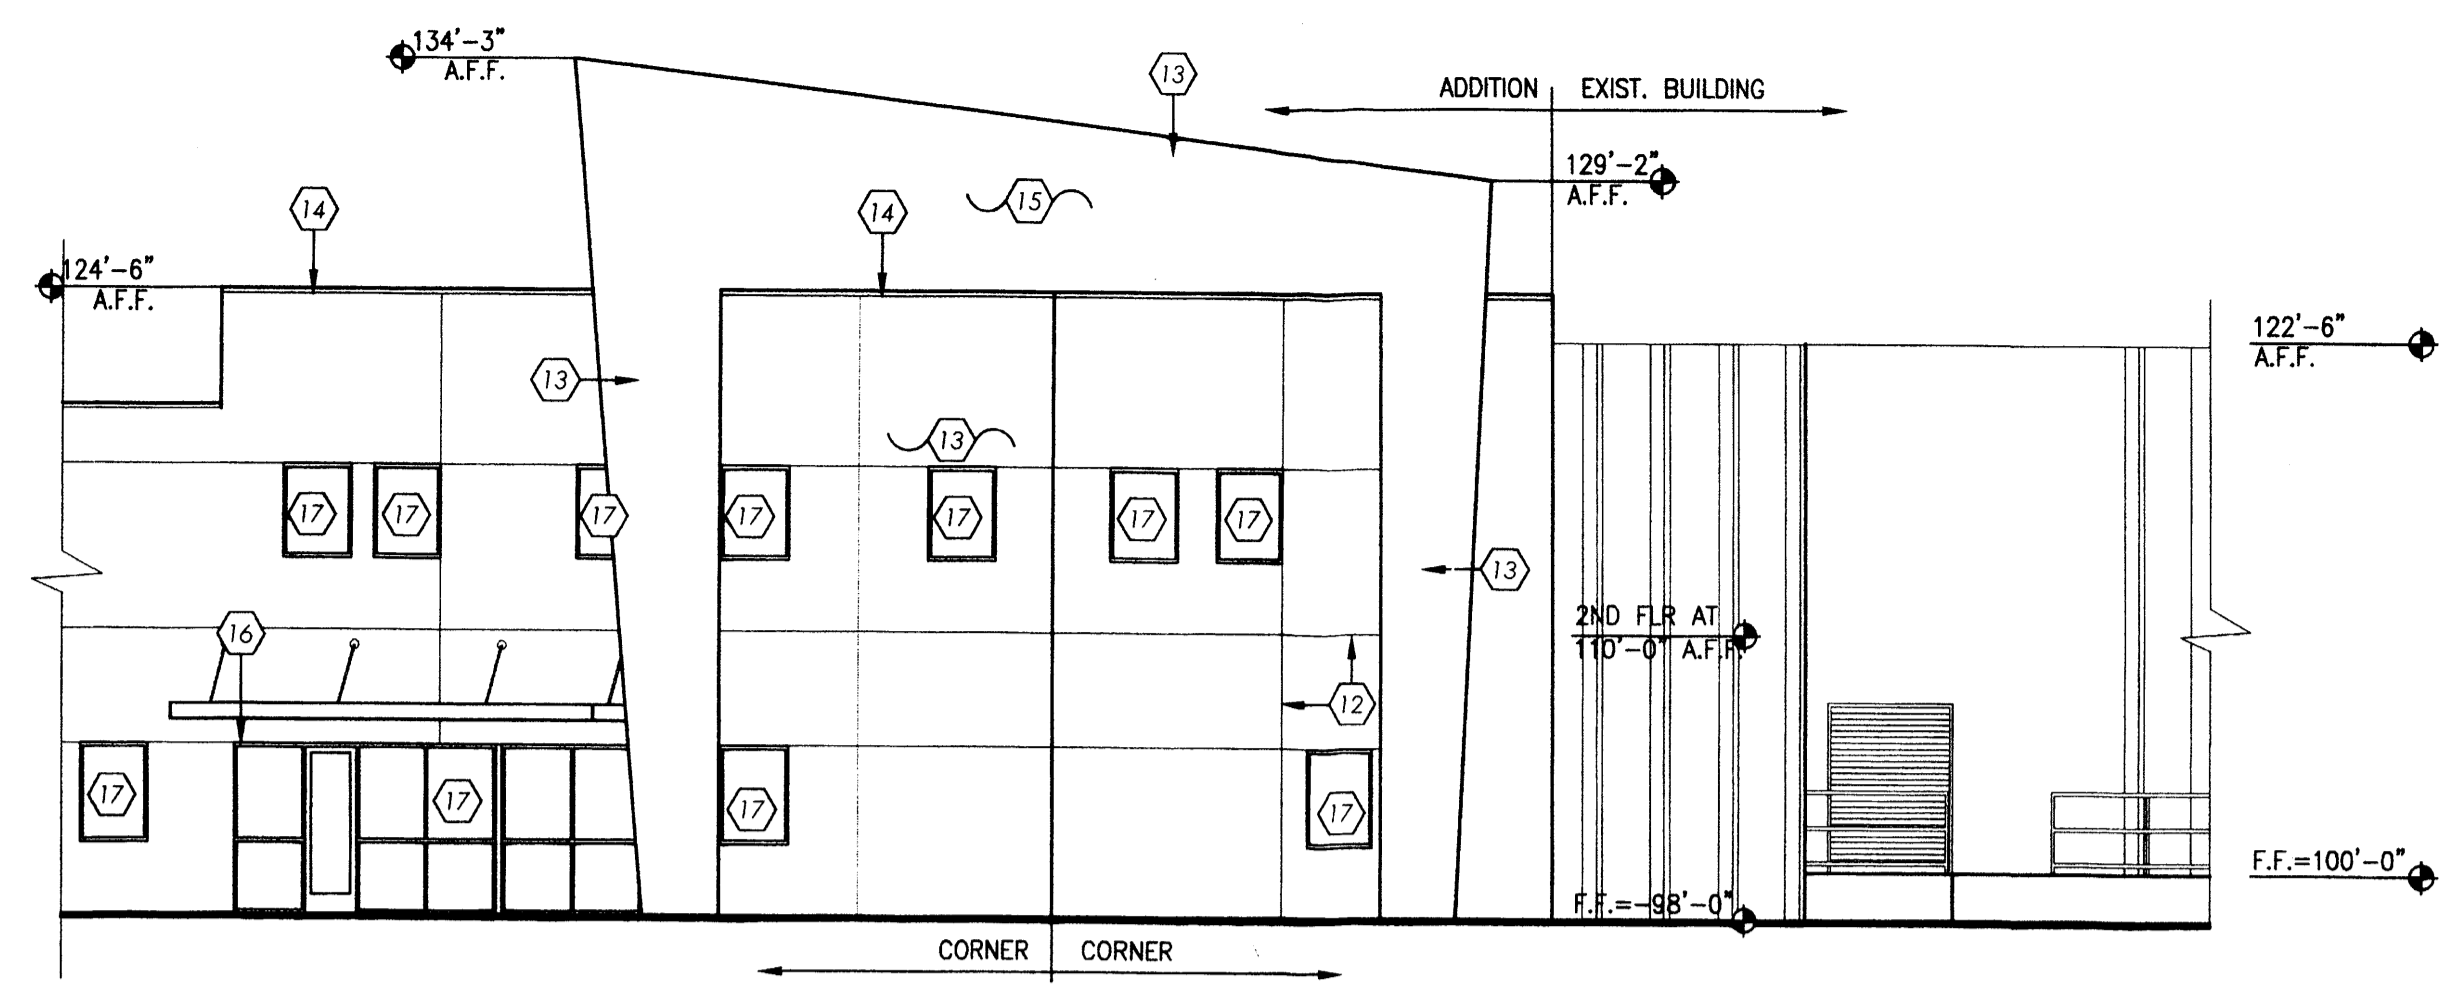 134'-3"
A.F.F.
13
ADDITION EXIST. BUILDING
129'-2"
A.F.F.
14
14
15
124'-6"
A.F.F.
122'-6"
A.F.F.
13
13
17
17
17
17
17
17
17
13
16
2ND FLR AT
110'-0" A.F.F.
12
17
17
17
17
F.F.=100'-0"
F.F.=-98'-0"
CORNER CORNER